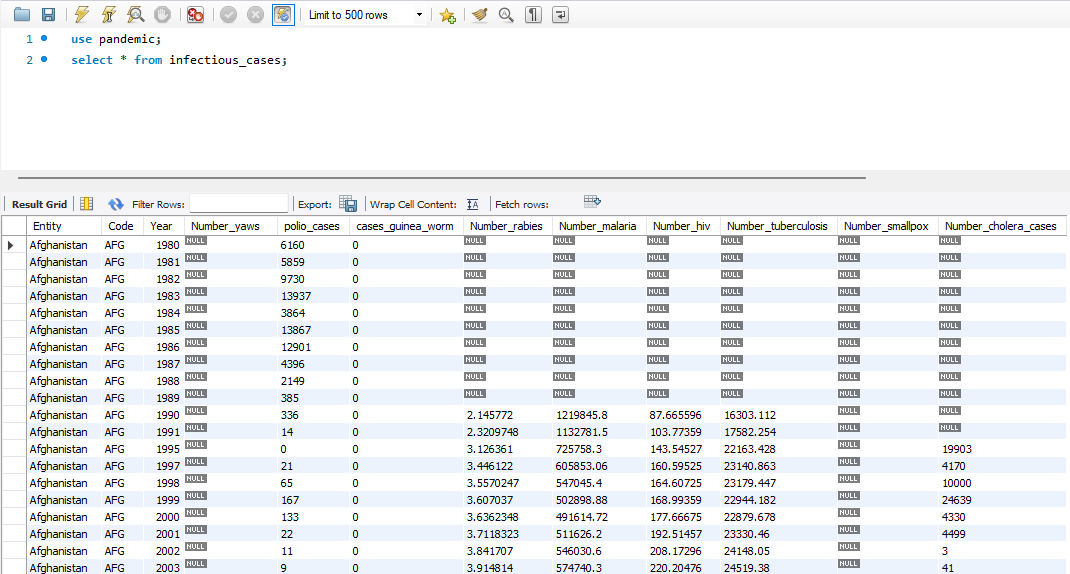 Limit to 500 rows
1 use pandemic;
2 select * from infectious_cases;
Result Grid Filter Rows: Export: Wrap Cell Content: Fetch rows:
Entity Code Year Number_yaws polio_cases cases_guinea_worm Number_rabies Number_malaria Number_hiv Number_tuberculosis Number_smallpox Number_cholera_cases
Afghanistan AFG 1980 NULL 6160 0 NULL NULL NULL NULL NULL NULL
Afghanistan AFG 1981 NULL 5859 0 NULL NULL NULL NULL NULL NULL
Afghanistan AFG 1982 NULL 9730 0 NULL NULL NULL NULL NULL NULL
Afghanistan AFG 1983 NULL 13937 0 NULL NULL NULL NULL NULL NULL
Afghanistan AFG 1984 NULL 3864 0 NULL NULL NULL NULL NULL NULL
Afghanistan AFG 1985 NULL 13867 0 NULL NULL NULL NULL NULL NULL
Afghanistan AFG 1986 NULL 12901 0 NULL NULL NULL NULL NULL NULL
Afghanistan AFG 1987 NULL 4396 0 NULL NULL NULL NULL NULL NULL
Afghanistan AFG 1988 NULL 2149 0 NULL NULL NULL NULL NULL NULL
Afghanistan AFG 1989 NULL 385 0 NULL NULL NULL NULL NULL NULL
Afghanistan AFG 1990 NULL 336 0 2.145772 1219845.8 87.665596 16303.112 NULL NULL
Afghanistan AFG 1991 NULL 14 0 2.3209748 1132781.5 103.77359 17582.254 NULL NULL
Afghanistan AFG 1995 NULL 0 0 3.126361 725758.3 143.54527 22163.428 NULL 19903
Afghanistan AFG 1997 NULL 21 0 3.446122 605853.06 160.59525 23140.863 NULL 4170
Afghanistan AFG 1998 NULL 65 0 3.5570247 547045.4 164.60725 23179.447 NULL 10000
Afghanistan AFG 1999 NULL 167 0 3.607037 502898.88 168.99359 22944.182 NULL 24639
Afghanistan AFG 2000 NULL 133 0 3.6362348 491614.72 177.66675 22879.678 NULL 4330
Afghanistan AFG 2001 NULL 22 0 3.7118323 511626.2 192.51457 23330.46 NULL 4499
Afghanistan AFG 2002 NULL 11 0 3.841707 546030.6 208.17296 24148.05 NULL 3
Afghanistan AFG 2003 NULL 9 0 3.914814 574740.3 220.20476 24519.38 NULL 41